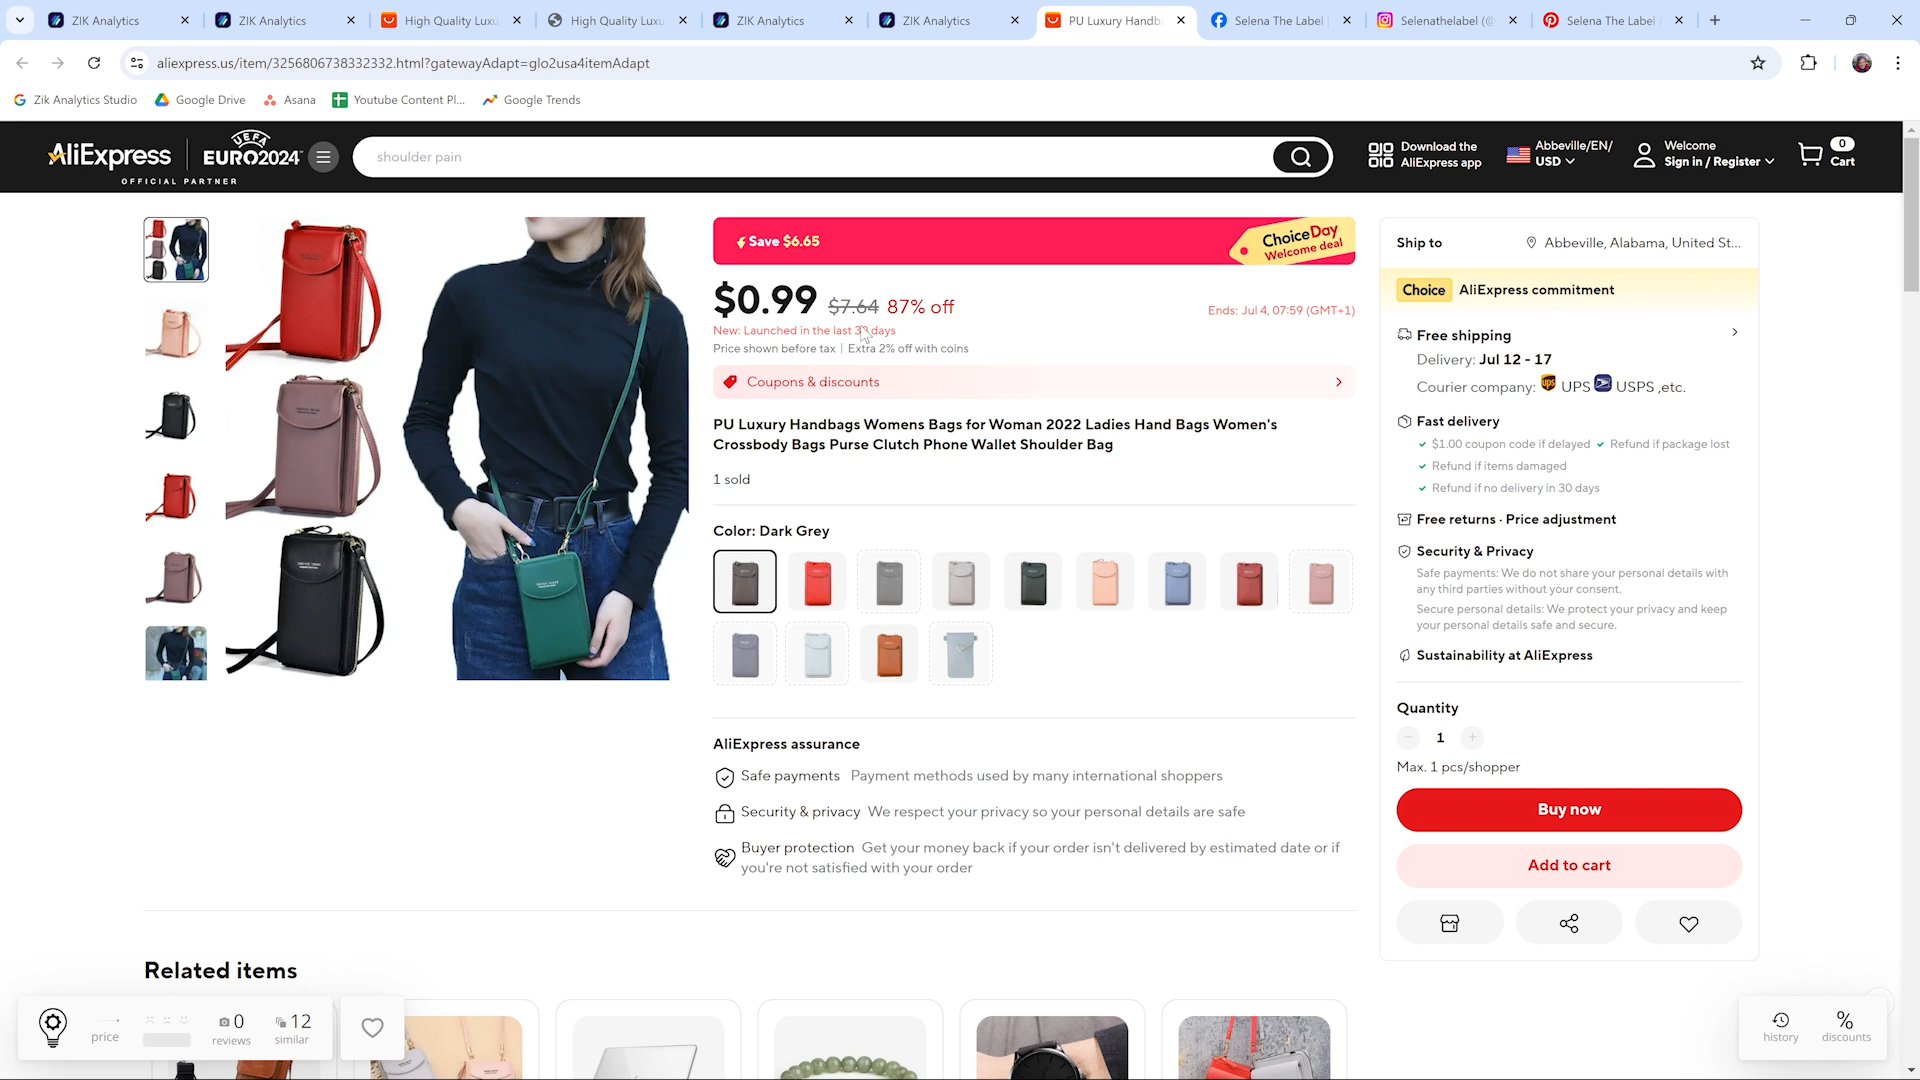 ZIK Analytics
ZIK Analytics
High Quality Luxu
High Quality Luxu
ZIK Analytics
ZIK Analytics
PU Luxury Handba
Selena The Label
Selenathelabel (@
Selena The Label
aliexpress.us/item/3256806738332332.html?gatewayAdapt=glo2usa4itemAdapt
Zik Analytics Studio
Google Drive
Asana
Youtube Content Pl...
Google Trends
AliExpress
UEFA
EURO2024
OFFICIAL PARTNER
shoulder pain
Download the
AliExpress app
Abbeville/EN/
USD
Welcome
Sign in / Register
0
Cart
Save $6.65
ChoiceDay
Welcome deal
$0.99 $7.64 87% off
Ends: Jul 4, 07:59 (GMT+1)
New: Launched in the last 30 days
Price shown before tax | Extra 2% off with coins
Coupons & discounts
PU Luxury Handbags Womens Bags for Woman 2022 Ladies Hand Bags Women's
Crossbody Bags Purse Clutch Phone Wallet Shoulder Bag
1 sold
Color: Dark Grey
AliExpress assurance
Safe payments Payment methods used by many international shoppers
Security & privacy We respect your privacy so your personal details are safe
Buyer protection Get your money back if your order isn't delivered by estimated date or if
you're not satisfied with your order
Ship to
Abbeville, Alabama, United St...
Choice AliExpress commitment
Free shipping
Delivery: Jul 12 - 17
Courier company: UPS USPS ,etc.
Fast delivery
$1.00 coupon code if delayed Refund if package lost
Refund if items damaged
Refund if no delivery in 30 days
Free returns · Price adjustment
Security & Privacy
Safe payments: We do not share your personal details with
any third parties without your consent.
Secure personal details: We protect your privacy and keep
your personal details safe and secure.
Sustainability at AliExpress
Quantity
1
Max. 1 pcs/shopper
Buy now
Add to cart
Related items
price
0
reviews
12
similar
history
discounts